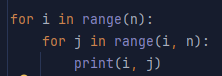 for i in range(n):
    for j in range(i, n):
        print(i, j)